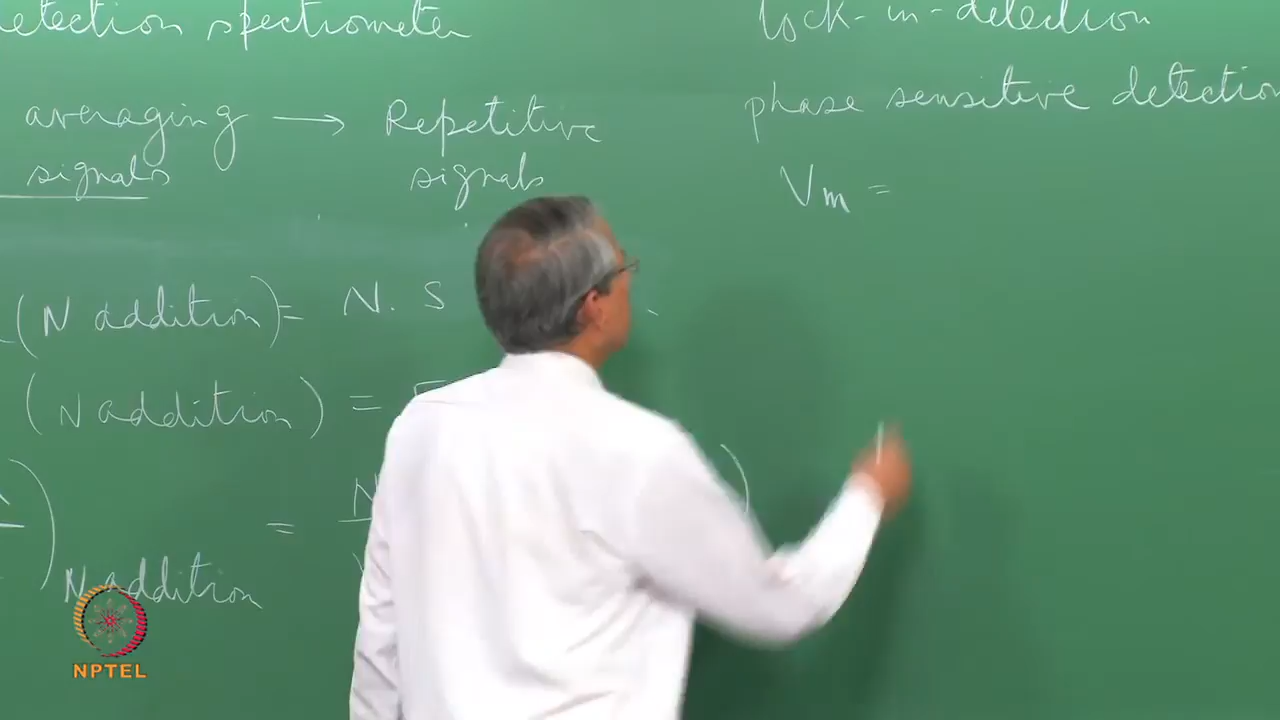 etection spectrometer
averaging → Repetitive
signals signals
(N addition) = N. S
(N addition) =
=
N addition
lock-in-detection
phase sensitive detection
Vm =
NPTEL